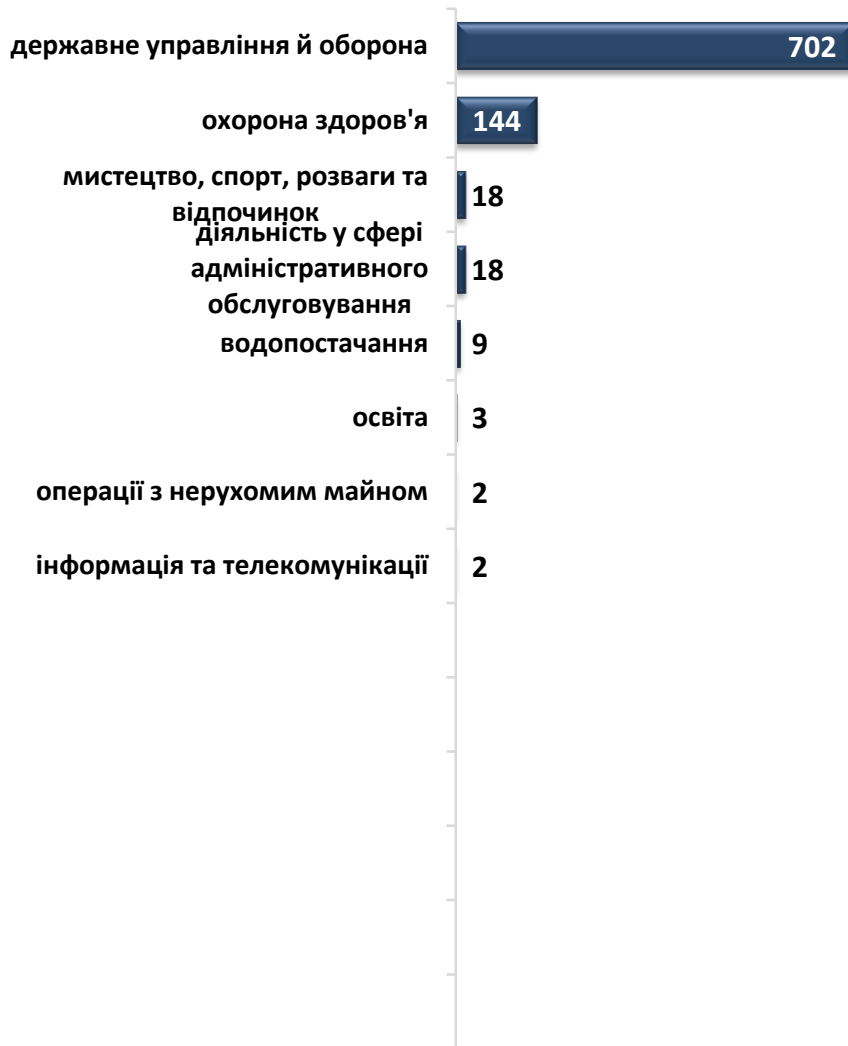 державне управління й оборона
702
охорона здоров'я
144
мистецтво, спорт, розваги та
відпочинок
18
діяльність у сфері
адміністративного
обслуговування
18
водопостачання
9
освіта
3
операції з нерухомим майном
2
інформація та телекомунікації
2